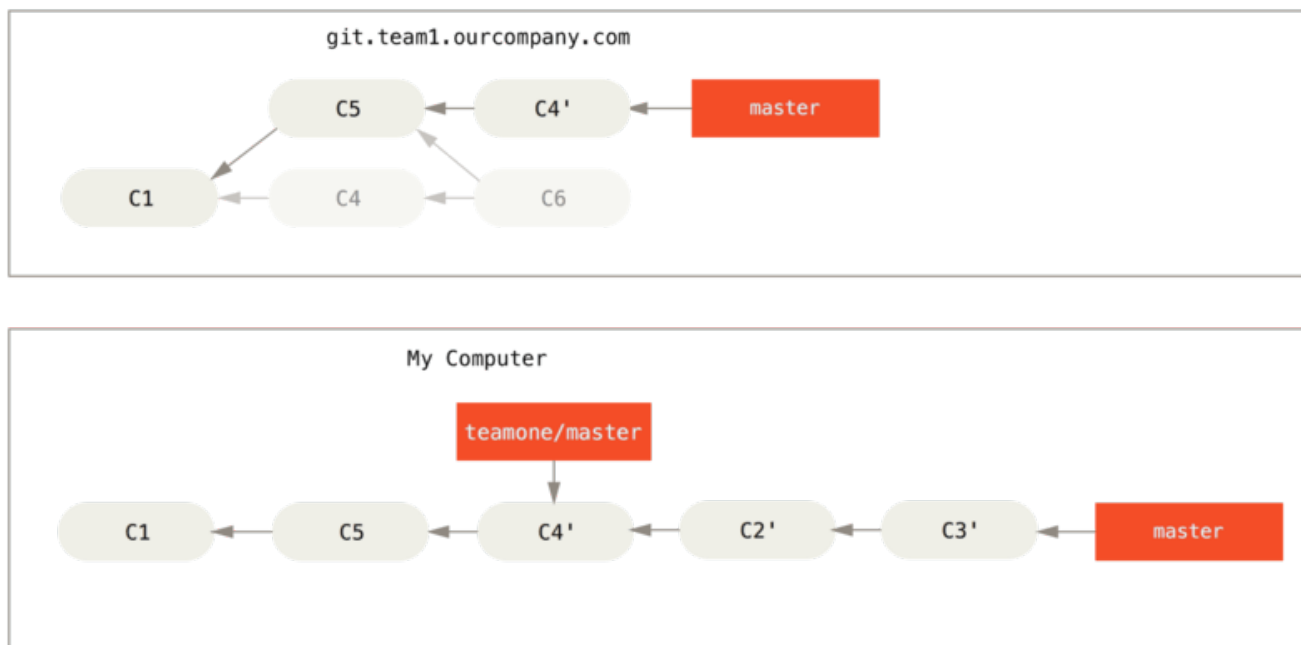 git.team1.ourcompany.com
C5 C4' master
C1 C4 C6
My Computer
teamone/master
C1 C5 C4' C2' C3' master